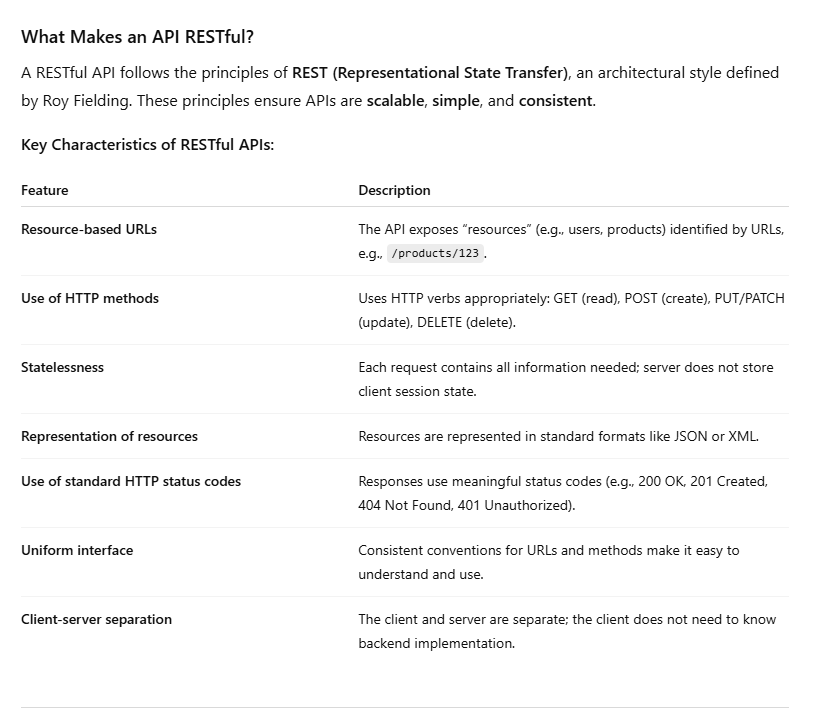 What Makes an API RESTful?
A RESTful API follows the principles of REST (Representational State Transfer), an architectural style defined
by Roy Fielding. These principles ensure APIs are scalable, simple, and consistent.
Key Characteristics of RESTful APIs:
Feature Description
Resource-based URLs The API exposes “resources” (e.g., users, products) identified by URLs,
e.g., /products/123 .
Use of HTTP methods Uses HTTP verbs appropriately: GET (read), POST (create), PUT/PATCH
(update), DELETE (delete).
Statelessness Each request contains all information needed; server does not store
client session state.
Representation of resources Resources are represented in standard formats like JSON or XML.
Use of standard HTTP status codes Responses use meaningful status codes (e.g., 200 OK, 201 Created,
404 Not Found, 401 Unauthorized).
Uniform interface Consistent conventions for URLs and methods make it easy to
understand and use.
Client-server separation The client and server are separate; the client does not need to know
backend implementation.